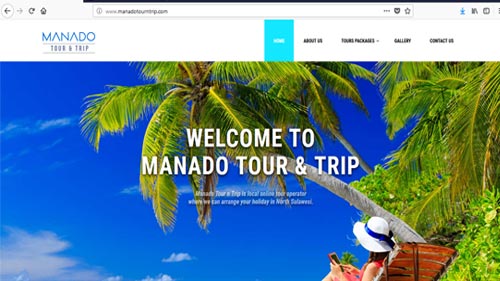 www.manadotourntrip.com
MANADO
TOUR & TRIP
HOME ABOUT US TOURS PACKAGES GALLERY CONTACT US
WELCOME TO
MANADO TOUR & TRIP
Manado Tour n Trip is local online tour operator
where we can arrange your holiday in North Sulawesi.